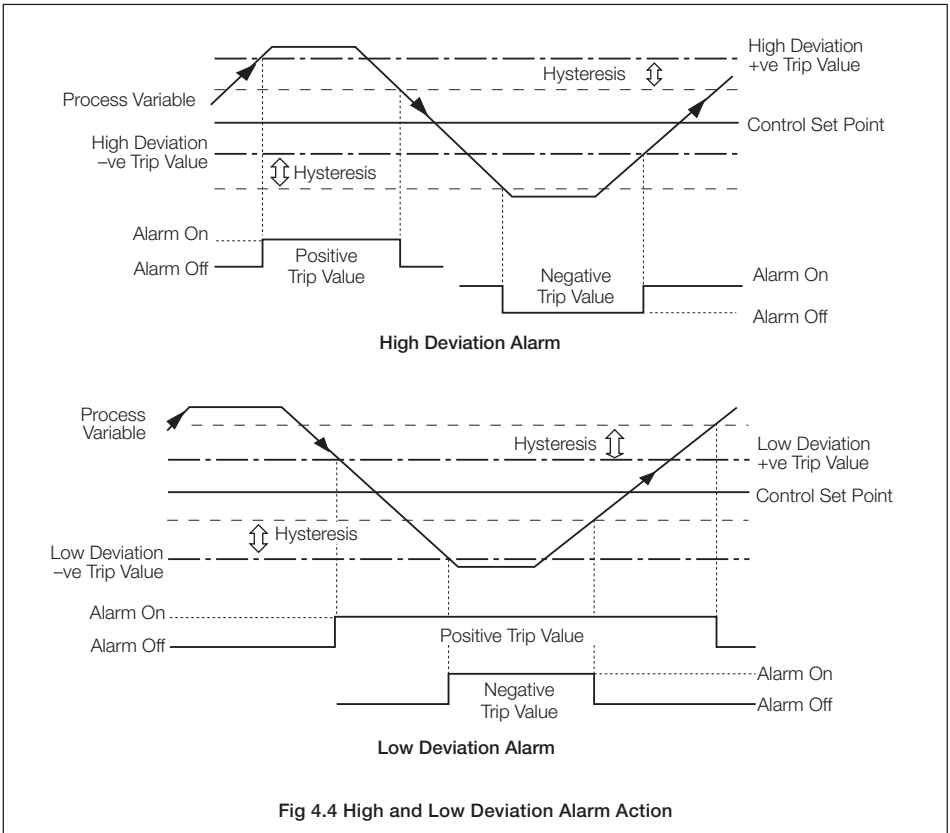 High Deviation
+ve Trip Value
Hysteresis
Process Variable
Control Set Point
High Deviation
–ve Trip Value
Hysteresis
Alarm On
Alarm Off
Positive
Trip Value
Negative
Trip Value
Alarm On
Alarm Off
High Deviation Alarm
Process
Variable
Hysteresis
Low Deviation
+ve Trip Value
Control Set Point
Hysteresis
Low Deviation
–ve Trip Value
Alarm On
Alarm Off
Positive Trip Value
Negative
Trip Value
Alarm On
Alarm Off
Low Deviation Alarm
Fig 4.4 High and Low Deviation Alarm Action